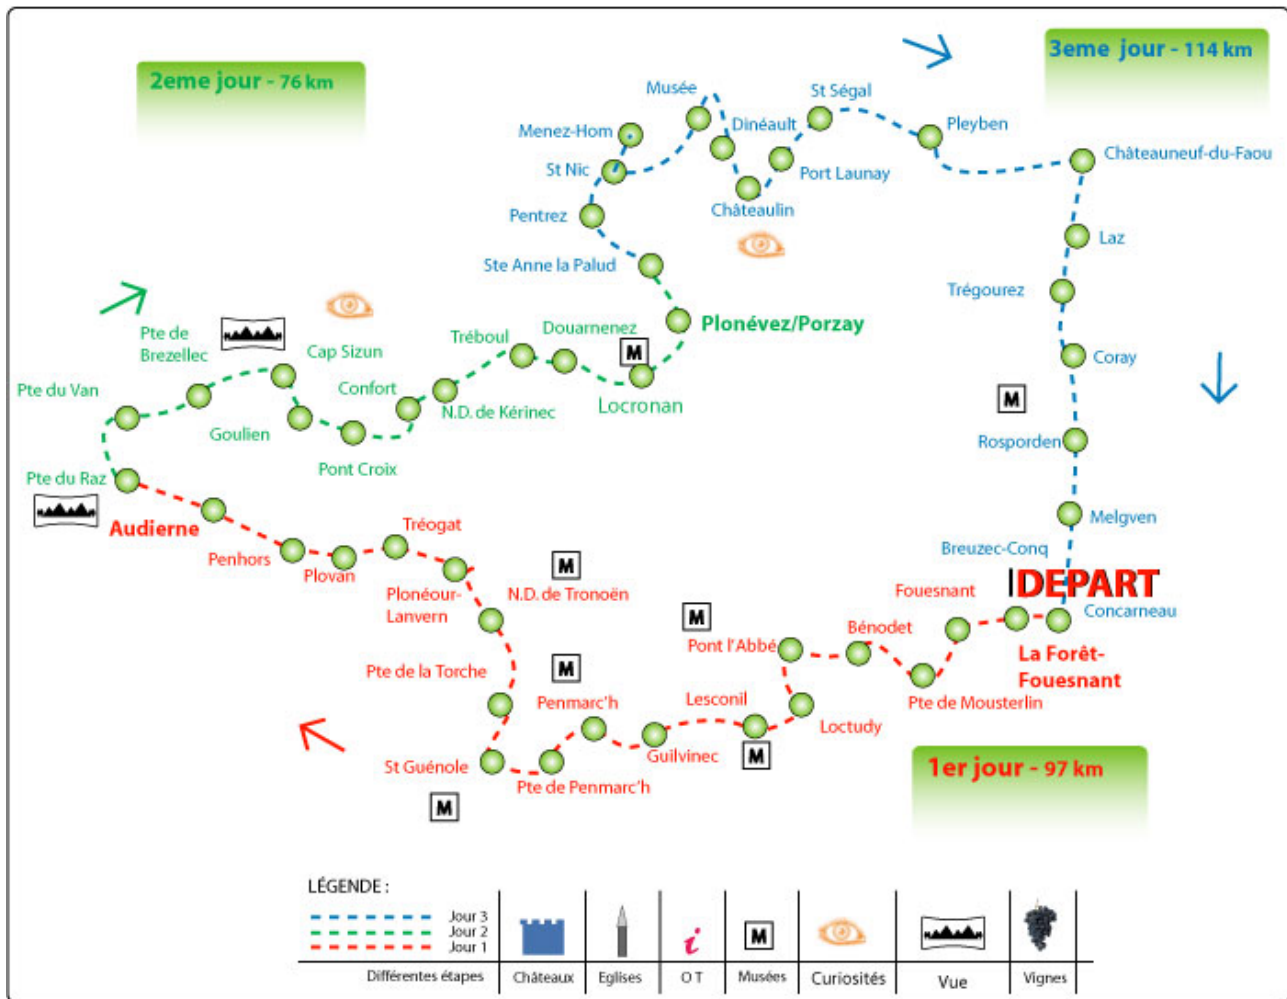 2eme jour - 76 km
3eme jour - 114 km
Musée
St Ségal
Menez-Hom
Dinéault
Pleyben
St Nic
Port Launay
Châteauneuf-du-Faou
Pentrez
Châteaulin
Laz
Ste Anne la Palud
Trégourez
Plonévez/Porzay
Pte de
Brezellec
Cap Sizun
Tréboul
Douarnenez
M
Coray
Pte du Van
Confort
N.D. de Kérinec
Locronan
M
Goulien
Rosporden
Pont Croix
Pte du Raz
Audierne
Tréogat
Melgven
Penhors
Plovan
Breuzec-Conq
Plonéour-
Lanvern
M
N.D. de Tronoën
DEPART
Fouesnant
Concarneau
M
Pont l'Abbé
Bénodet
La Forêt-
Fouesnant
Pte de la Torche
M
Penmarc'h
Lesconil
Pte de Mousterlin
Loctudy
St Guénole
Guilvinec
M
Pte de Penmarc'h
1er jour - 97 km
M
LÉGENDE :
Jour 3
Jour 2
Jour 1
i
M
Différentes étapes
Châteaux
Eglises
O T
Musées
Curiosités
Vue
Vignes